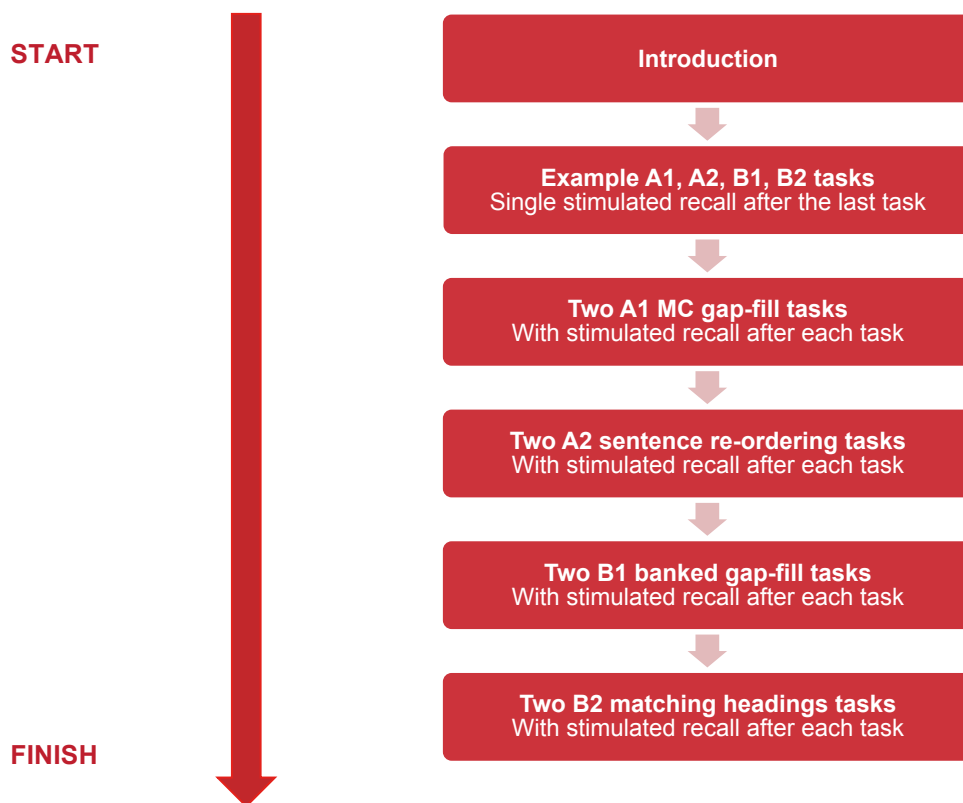 START
Introduction
Example A1, A2, B1, B2 tasks
Single stimulated recall after the last task
Two A1 MC gap-fill tasks
With stimulated recall after each task
Two A2 sentence re-ordering tasks
With stimulated recall after each task
Two B1 banked gap-fill tasks
With stimulated recall after each task
Two B2 matching headings tasks
With stimulated recall after each task
FINISH